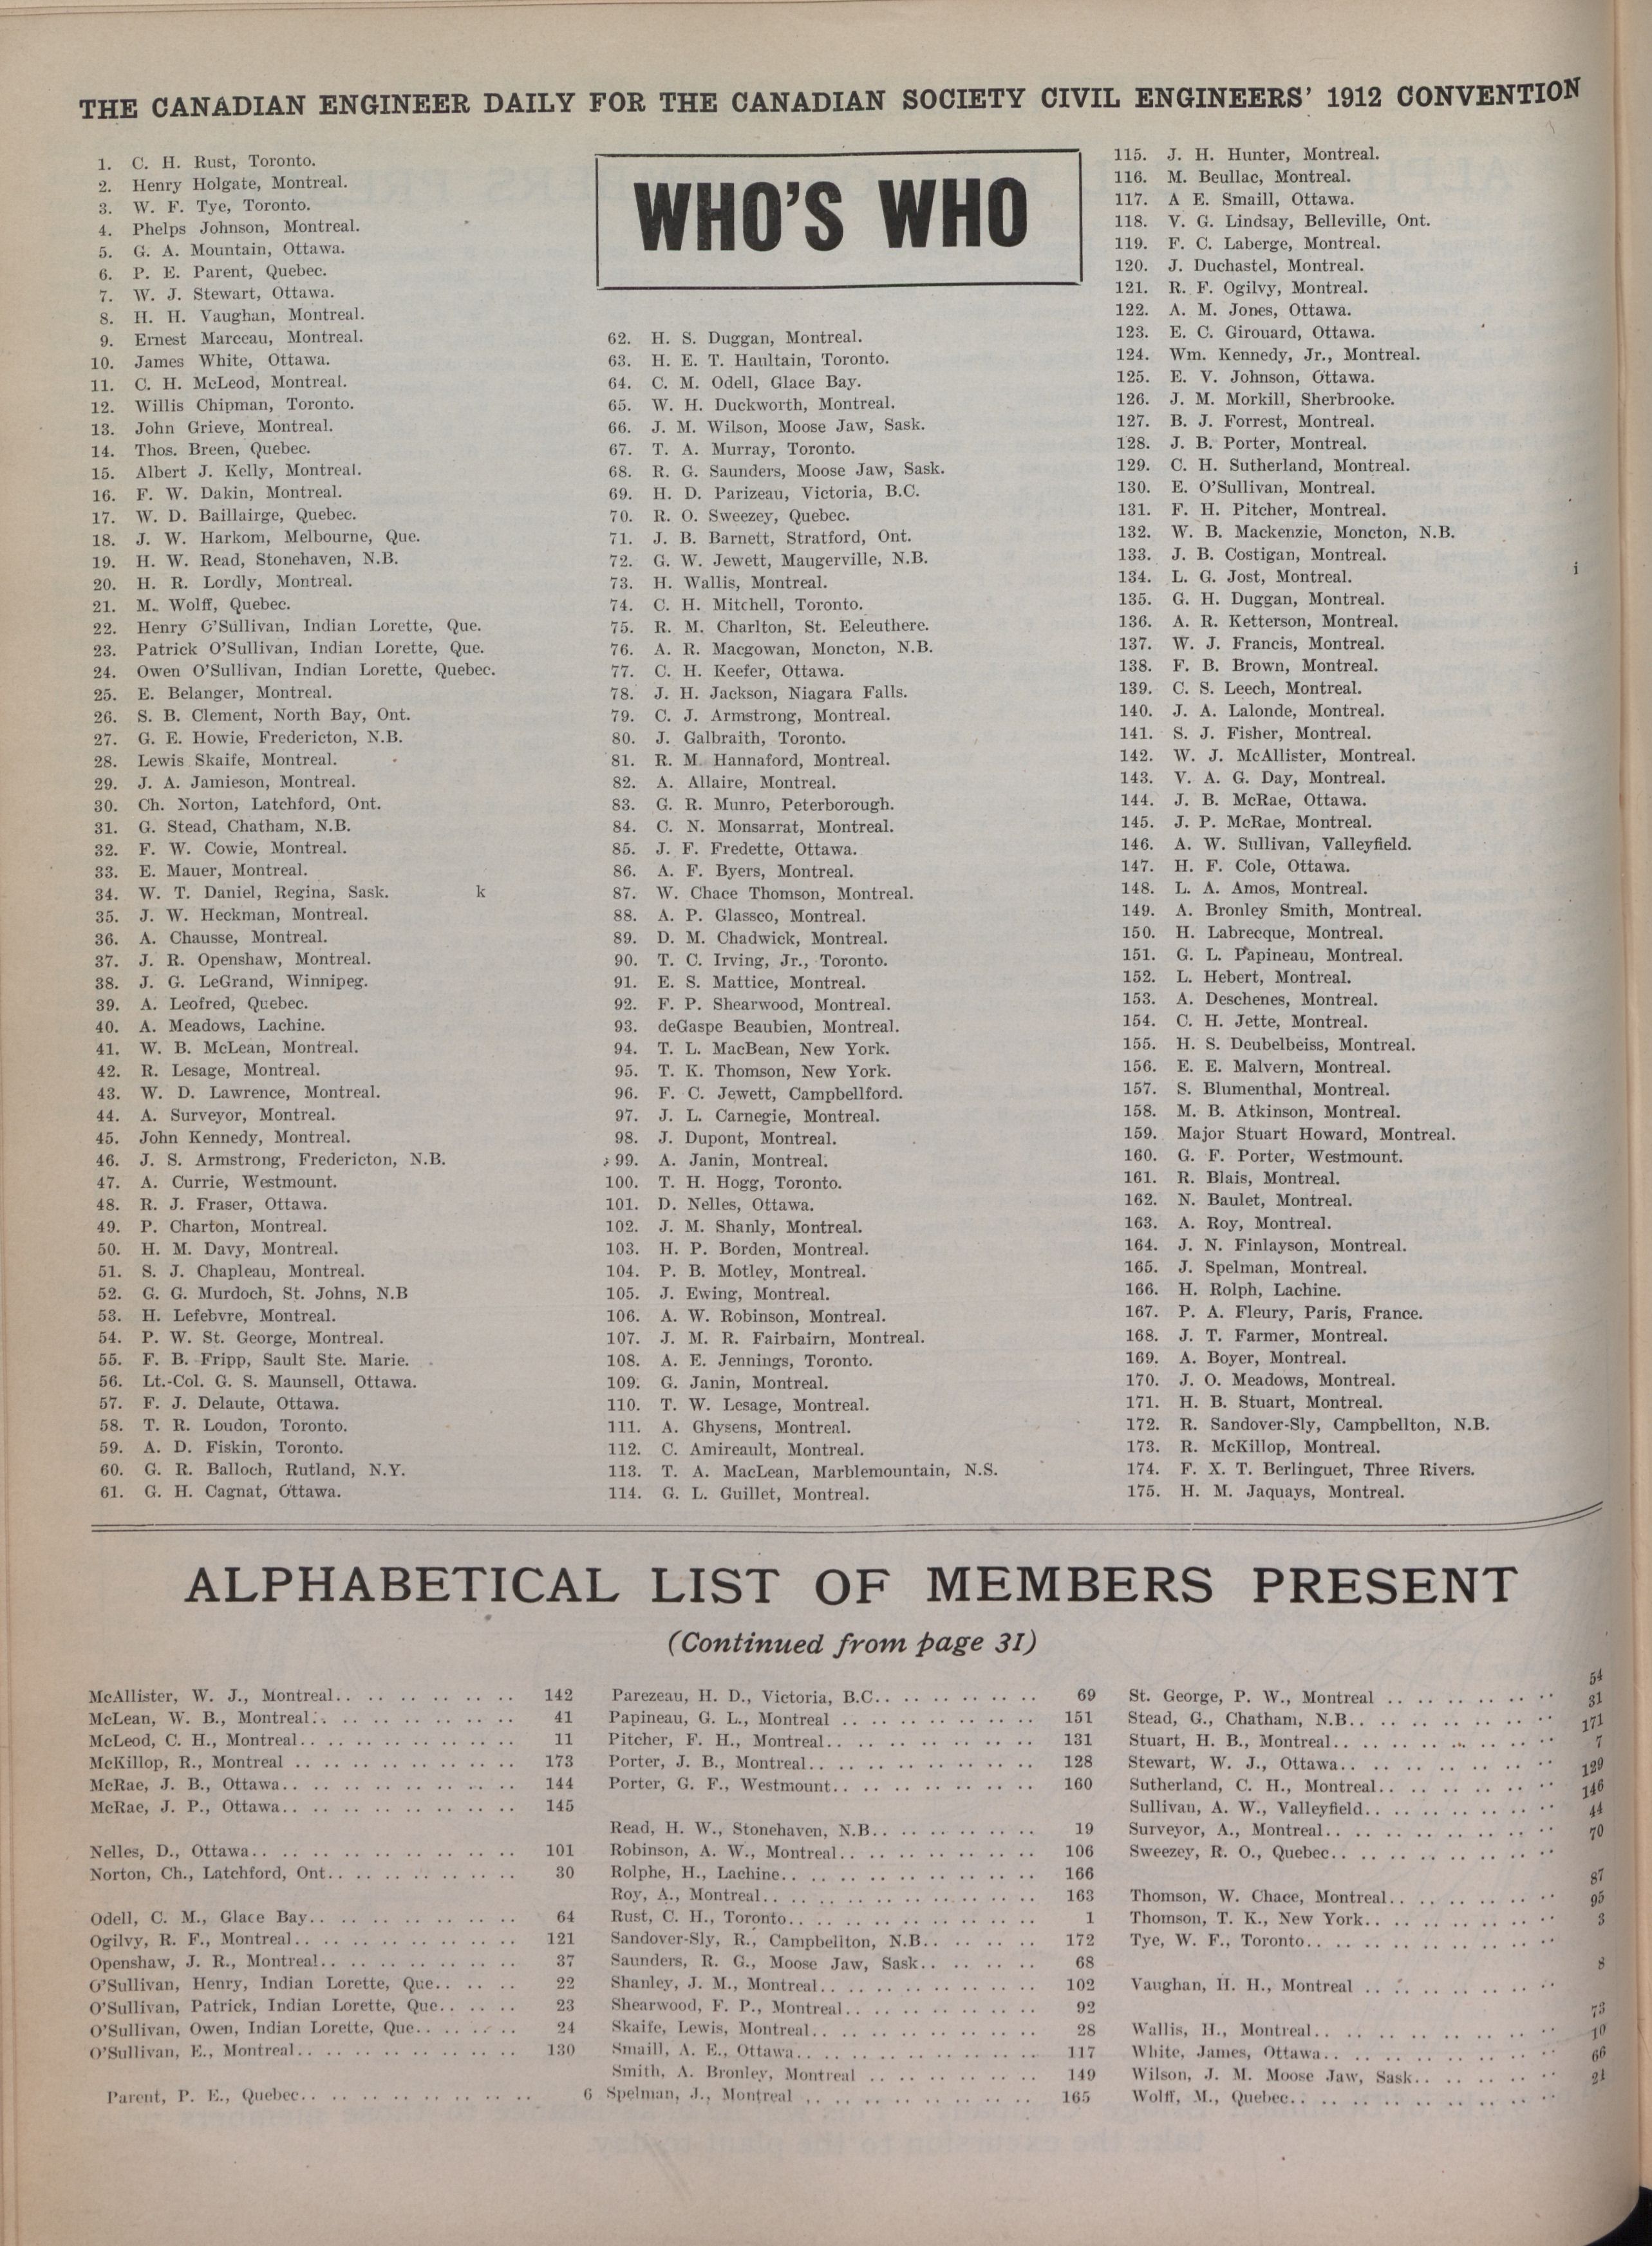 THE CANADIAN ENGINEER DAILY FOR THE CANADIAN SOCIETY CIVIL ENGINEERS' 1912 CONVENTION
1. C. H. Rust, Toronto.
2. Henry Holgate, Montreal.
3. W. F. Tye, Toronto.
4. Phelps Johnson, Montreal.
5. G. A. Mountain, Ottawa.
6. P. E. Parent, Quebec.
7. W. J. Stewart, Ottawa.
8. H. H. Vaughan, Montreal.
9. Ernest Marceau, Montreal.
10. James White, Ottawa.
11. C. H. McLeod, Montreal.
12. Willis Chipman, Toronto.
13. John Grieve, Montreal.
14. Thos. Breen, Quebec.
15. Albert J. Kelly, Montreal.
16. F. W. Dakin, Montreal.
17. W. D. Baillairge, Quebec.
18. J. W. Harkom, Melbourne, Que.
19. H. W. Read, Stonehaven, N.B.
20. H. R. Lordly, Montreal.
21. M. Wolff, Quebec.
22. Henry O'Sullivan, Indian Lorette, Que.
23. Patrick O'Sullivan, Indian Lorette, Que.
24. Owen O'Sullivan, Indian Lorette, Quebec.
25. E. Belanger, Montreal.
26. S. B. Clement, North Bay, Ont.
27. G. E. Howie, Fredericton, N.B.
28. Lewis Skaife, Montreal.
29. J. A. Jamieson, Montreal.
30. Ch. Norton, Latchford, Ont.
31. G. Stead, Chatham, N.B.
32. F. W. Cowie, Montreal.
33. E. Mauer, Montreal.
34. W. T. Daniel, Regina, Sask. k
35. J. W. Heckman, Montreal.
36. A. Chausse, Montreal.
37. J. R. Openshaw, Montreal.
38. J. G. LeGrand, Winnipeg.
39. A. Leofred, Quebec.
40. A. Meadows, Lachine.
41. W. B. McLean, Montreal.
42. R. Lesage, Montreal.
43. W. D. Lawrence, Montreal.
44. A. Surveyor, Montreal.
45. John Kennedy, Montreal.
46. J. S. Armstrong, Fredericton, N.B.
47. A. Currie, Westmount.
48. R. J. Fraser, Ottawa.
49. P. Charton, Montreal.
50. H. M. Davy, Montreal.
51. S. J. Chapleau, Montreal.
52. G. G. Murdoch, St. Johns, N.B
53. H. Lefebvre, Montreal.
54. P. W. St. George, Montreal.
55. F. B. Fripp, Sault Ste. Marie.
56. Lt.-Col. G. S. Maunsell, Ottawa.
57. F. J. Delaute, Ottawa.
58. T. R. Loudon, Toronto.
59. A. D. Fiskin, Toronto.
60. G. R. Balloch, Rutland, N.Y.
61. G. H. Cagnat, Ottawa.
WHO'S WHO
62. H. S. Duggan, Montreal.
63. H. E. T. Haultain, Toronto.
64. C. M. Odell, Glace Bay.
65. W. H. Duckworth, Montreal.
66. J. M. Wilson, Moose Jaw, Sask.
67. T. A. Murray, Toronto.
68. R. G. Saunders, Moose Jaw, Sask.
69. H. D. Parizeau, Victoria, B.C.
70. R. O. Sweezey, Quebec.
71. J. B. Barnett, Stratford, Ont.
72. G. W. Jewett, Maugerville, N.B.
73. H. Wallis, Montreal.
74. C. H. Mitchell, Toronto.
75. R. M. Charlton, St. Eeleuthere.
76. A. R. Macgowan, Moncton, N.B.
77. C. H. Keefer, Ottawa.
78. J. H. Jackson, Niagara Falls.
79. C. J. Armstrong, Montreal.
80. J. Galbraith, Toronto.
81. R. M. Hannaford, Montreal.
82. A. Allaire, Montreal.
83. G. R. Munro, Peterborough.
84. C. N. Monsarrat, Montreal.
85. J. F. Fredette, Ottawa.
86. A. F. Byers, Montreal.
87. W. Chace Thomson, Montreal.
88. A. P. Glassco, Montreal.
89. D. M. Chadwick, Montreal.
90. T. C. Irving, Jr., Toronto.
91. E. S. Mattice, Montreal.
92. F. P. Shearwood, Montreal.
93. deGaspe Beaubien, Montreal.
94. T. L. MacBean, New York.
95. T. K. Thomson, New York.
96. F. C. Jewett, Campbellford.
97. J. L. Carnegie, Montreal.
98. J. Dupont, Montreal.
99. A. Janin, Montreal.
100. T. H. Hogg, Toronto.
101. D. Nelles, Ottawa.
102. J. M. Shanly, Montreal.
103. H. P. Borden, Montreal.
104. P. B. Motley, Montreal.
105. J. Ewing, Montreal.
106. A. W. Robinson, Montreal.
107. J. M. R. Fairbairn, Montreal.
108. A. E. Jennings, Toronto.
109. G. Janin, Montreal.
110. T. W. Lesage, Montreal.
111. A. Ghysens, Montreal.
112. C. Amireault, Montreal.
113. T. A. MacLean, Marblemountain, N.S.
114. G. L. Guillet, Montreal.
115. J. H. Hunter, Montreal.
116. M. Beullac, Montreal.
117. A E. Smaill, Ottawa.
118. V. G. Lindsay, Belleville, Ont.
119. F. C. Laberge, Montreal.
120. J. Duchastel, Montreal.
121. R. F. Ogilvy, Montreal.
122. A. M. Jones, Ottawa.
123. E. C. Girouard, Ottawa.
124. Wm. Kennedy, Jr., Montreal.
125. E. V. Johnson, Ottawa.
126. J. M. Morkill, Sherbrooke.
127. B. J. Forrest, Montreal.
128. J. B. Porter, Montreal.
129. C. H. Sutherland, Montreal.
130. E. O'Sullivan, Montreal.
131. F. H. Pitcher, Montreal.
132. W. B. Mackenzie, Moncton, N.B.
133. J. B. Costigan, Montreal.
134. L. G. Jost, Montreal. i
135. G. H. Duggan, Montreal.
136. A. R. Ketterson, Montreal.
137. W. J. Francis, Montreal.
138. F. B. Brown, Montreal.
139. C. S. Leech, Montreal.
140. J. A. Lalonde, Montreal.
141. S. J. Fisher, Montreal.
142. W. J. McAllister, Montreal.
143. V. A. G. Day, Montreal.
144. J. B. McRae, Ottawa.
145. J. P. McRae, Montreal.
146. A. W. Sullivan, Valleyfield.
147. H. F. Cole, Ottawa.
148. L. A. Amos, Montreal.
149. A. Bronley Smith, Montreal.
150. H. Labrecque, Montreal.
151. G. L. Papineau, Montreal.
152. L. Hebert, Montreal.
153. A. Deschenes, Montreal.
154. C. H. Jette, Montreal.
155. H. S. Deubelbeiss, Montreal.
156. E. E. Malvern, Montreal.
157. S. Blumenthal, Montreal.
158. M. B. Atkinson, Montreal.
159. Major Stuart Howard, Montreal.
160. G. F. Porter, Westmount.
161. R. Blais, Montreal.
162. N. Baulet, Montreal.
163. A. Roy, Montreal.
164. J. N. Finlayson, Montreal.
165. J. Spelman, Montreal.
166. H. Rolph, Lachine.
167. P. A. Fleury, Paris, France.
168. J. T. Farmer, Montreal.
169. A. Boyer, Montreal.
170. J. O. Meadows, Montreal.
171. H. B. Stuart, Montreal.
172. R. Sandover-Sly, Campbellton, N.B.
173. R. McKillop, Montreal.
174. F. X. T. Berlinguet, Three Rivers.
175. H. M. Jaquays, Montreal.
ALPHABETICAL LIST OF MEMBERS PRESENT
(Continued from page 31)
McAllister, W. J., Montreal.. .. .. .. .. .. 142
McLean, W. B., Montreal.. .. .. .. .. .. 41
McLeod, C. H., Montreal.. .. .. .. .. .. 11
McKillop, R., Montreal .. .. .. .. .. .. 173
McRae, J. B., Ottawa.. .. .. .. .. .. 144
McRae, J. P., Ottawa.. .. .. .. .. .. 145
Nelles, D., Ottawa.. .. .. .. .. .. .. 101
Norton, Ch., Latchford, Ont.. .. .. .. .. 30
Odell, C. M., Glace Bay.. .. .. .. .. .. 64
Ogilvy, R. F., Montreal.. .. .. .. .. .. 121
Openshaw, J. R., Montreal.. .. .. .. .. 37
O'Sullivan, Henry, Indian Lorette, Que.. .. .. 22
O'Sullivan, Patrick, Indian Lorette, Que.. .. .. 23
O'Sullivan, Owen, Indian Lorette, Que.. .. .. 24
O'Sullivan, E., Montreal.. .. .. .. .. .. 130
Parent, P. E., Quebec.. .. .. .. .. .. .. 6
Parezeau, H. D., Victoria, B.C.. .. .. .. .. 69
Papineau, G. L., Montreal .. .. .. .. .. 151
Pitcher, F. H., Montreal.. .. .. .. .. .. 131
Porter, J. B., Montreal.. .. .. .. .. .. 128
Porter, G. F., Westmount.. .. .. .. .. .. 160
Read, H. W., Stonehaven, N.B.. .. .. .. .. 19
Robinson, A. W., Montreal.. .. .. .. .. 106
Rolphe, H., Lachine.. .. .. .. .. .. .. 166
Roy, A., Montreal.. .. .. .. .. .. .. 163
Rust, C. H., Toronto.. .. .. .. .. .. .. 1
Sandover-Sly, R., Campbellton, N.B.. .. .. .. 172
Saunders, R. G., Moose Jaw, Sask.. .. .. .. 68
Shanley, J. M., Montreal.. .. .. .. .. .. 102
Shearwood, F. P., Montreal.. .. .. .. .. 92
Skaife, Lewis, Montreal.. .. .. .. .. .. 28
Smaill, A. E., Ottawa.. .. .. .. .. .. .. 117
Smith, A. Bronley, Montreal .. .. .. .. .. 149
Spelman, J., Montreal .. .. .. .. .. .. 165
St. George, P. W., Montreal .. .. .. .. .. 54
Stead, G., Chatham, N.B.. .. .. .. .. .. 31
Stuart, H. B., Montreal.. .. .. .. .. .. 171
Stewart, W. J., Ottawa.. .. .. .. .. .. 7
Sutherland, C. H., Montreal.. .. .. .. .. 129
Sullivan, A. W., Valleyfield.. .. .. .. .. 146
Surveyor, A., Montreal.. .. .. .. .. .. 44
Sweezey, R. O., Quebec.. .. .. .. .. .. 70
Thomson, W. Chace, Montreal.. .. .. .. .. 87
Thomson, T. K., New York.. .. .. .. .. 95
Tye, W. F., Toronto.. .. .. .. .. .. .. 3
Vaughan, H. H., Montreal .. .. .. .. .. 8
Wallis, H., Montreal.. .. .. .. .. .. .. 73
White, James, Ottawa.. .. .. .. .. .. .. 10
Wilson, J. M. Moose Jaw, Sask.. .. .. .. 66
Wolff, M., Quebec.. .. .. .. .. .. .. 21